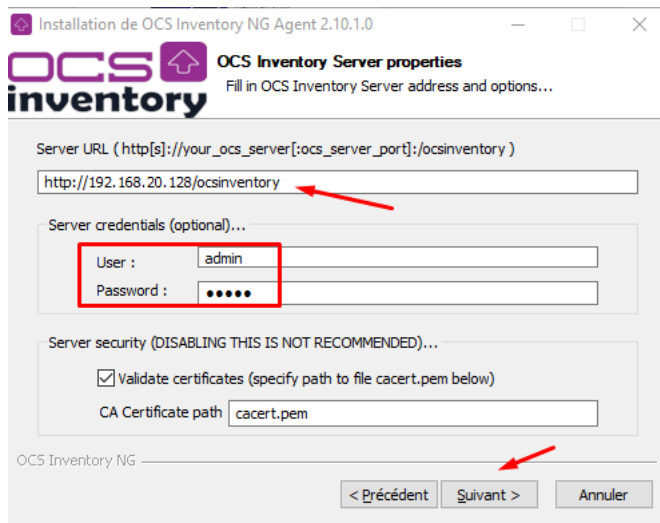 Installation de OCS Inventory NG Agent 2.10.1.0
OCS
inventory
OCS Inventory Server properties
Fill in OCS Inventory Server address and options...
Server URL ( http[s]://your_ocs_server[:ocs_server_port]:/ocsinventory )
http://192.168.20.128/ocsinventory
Server credentials (optional)...
User :
admin
Password :
●●●●●
Server security (DISABLING THIS IS NOT RECOMMENDED)...
Validate certificates (specify path to file cacert.pem below)
CA Certificate path
cacert.pem
OCS Inventory NG
< Précédent
Suivant >
Annuler